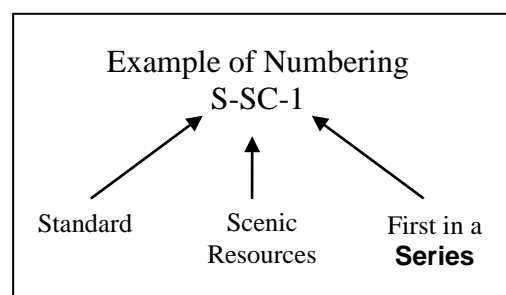 Example of Numbering
S-SC-1
Standard
Scenic
Resources
First in a
Series